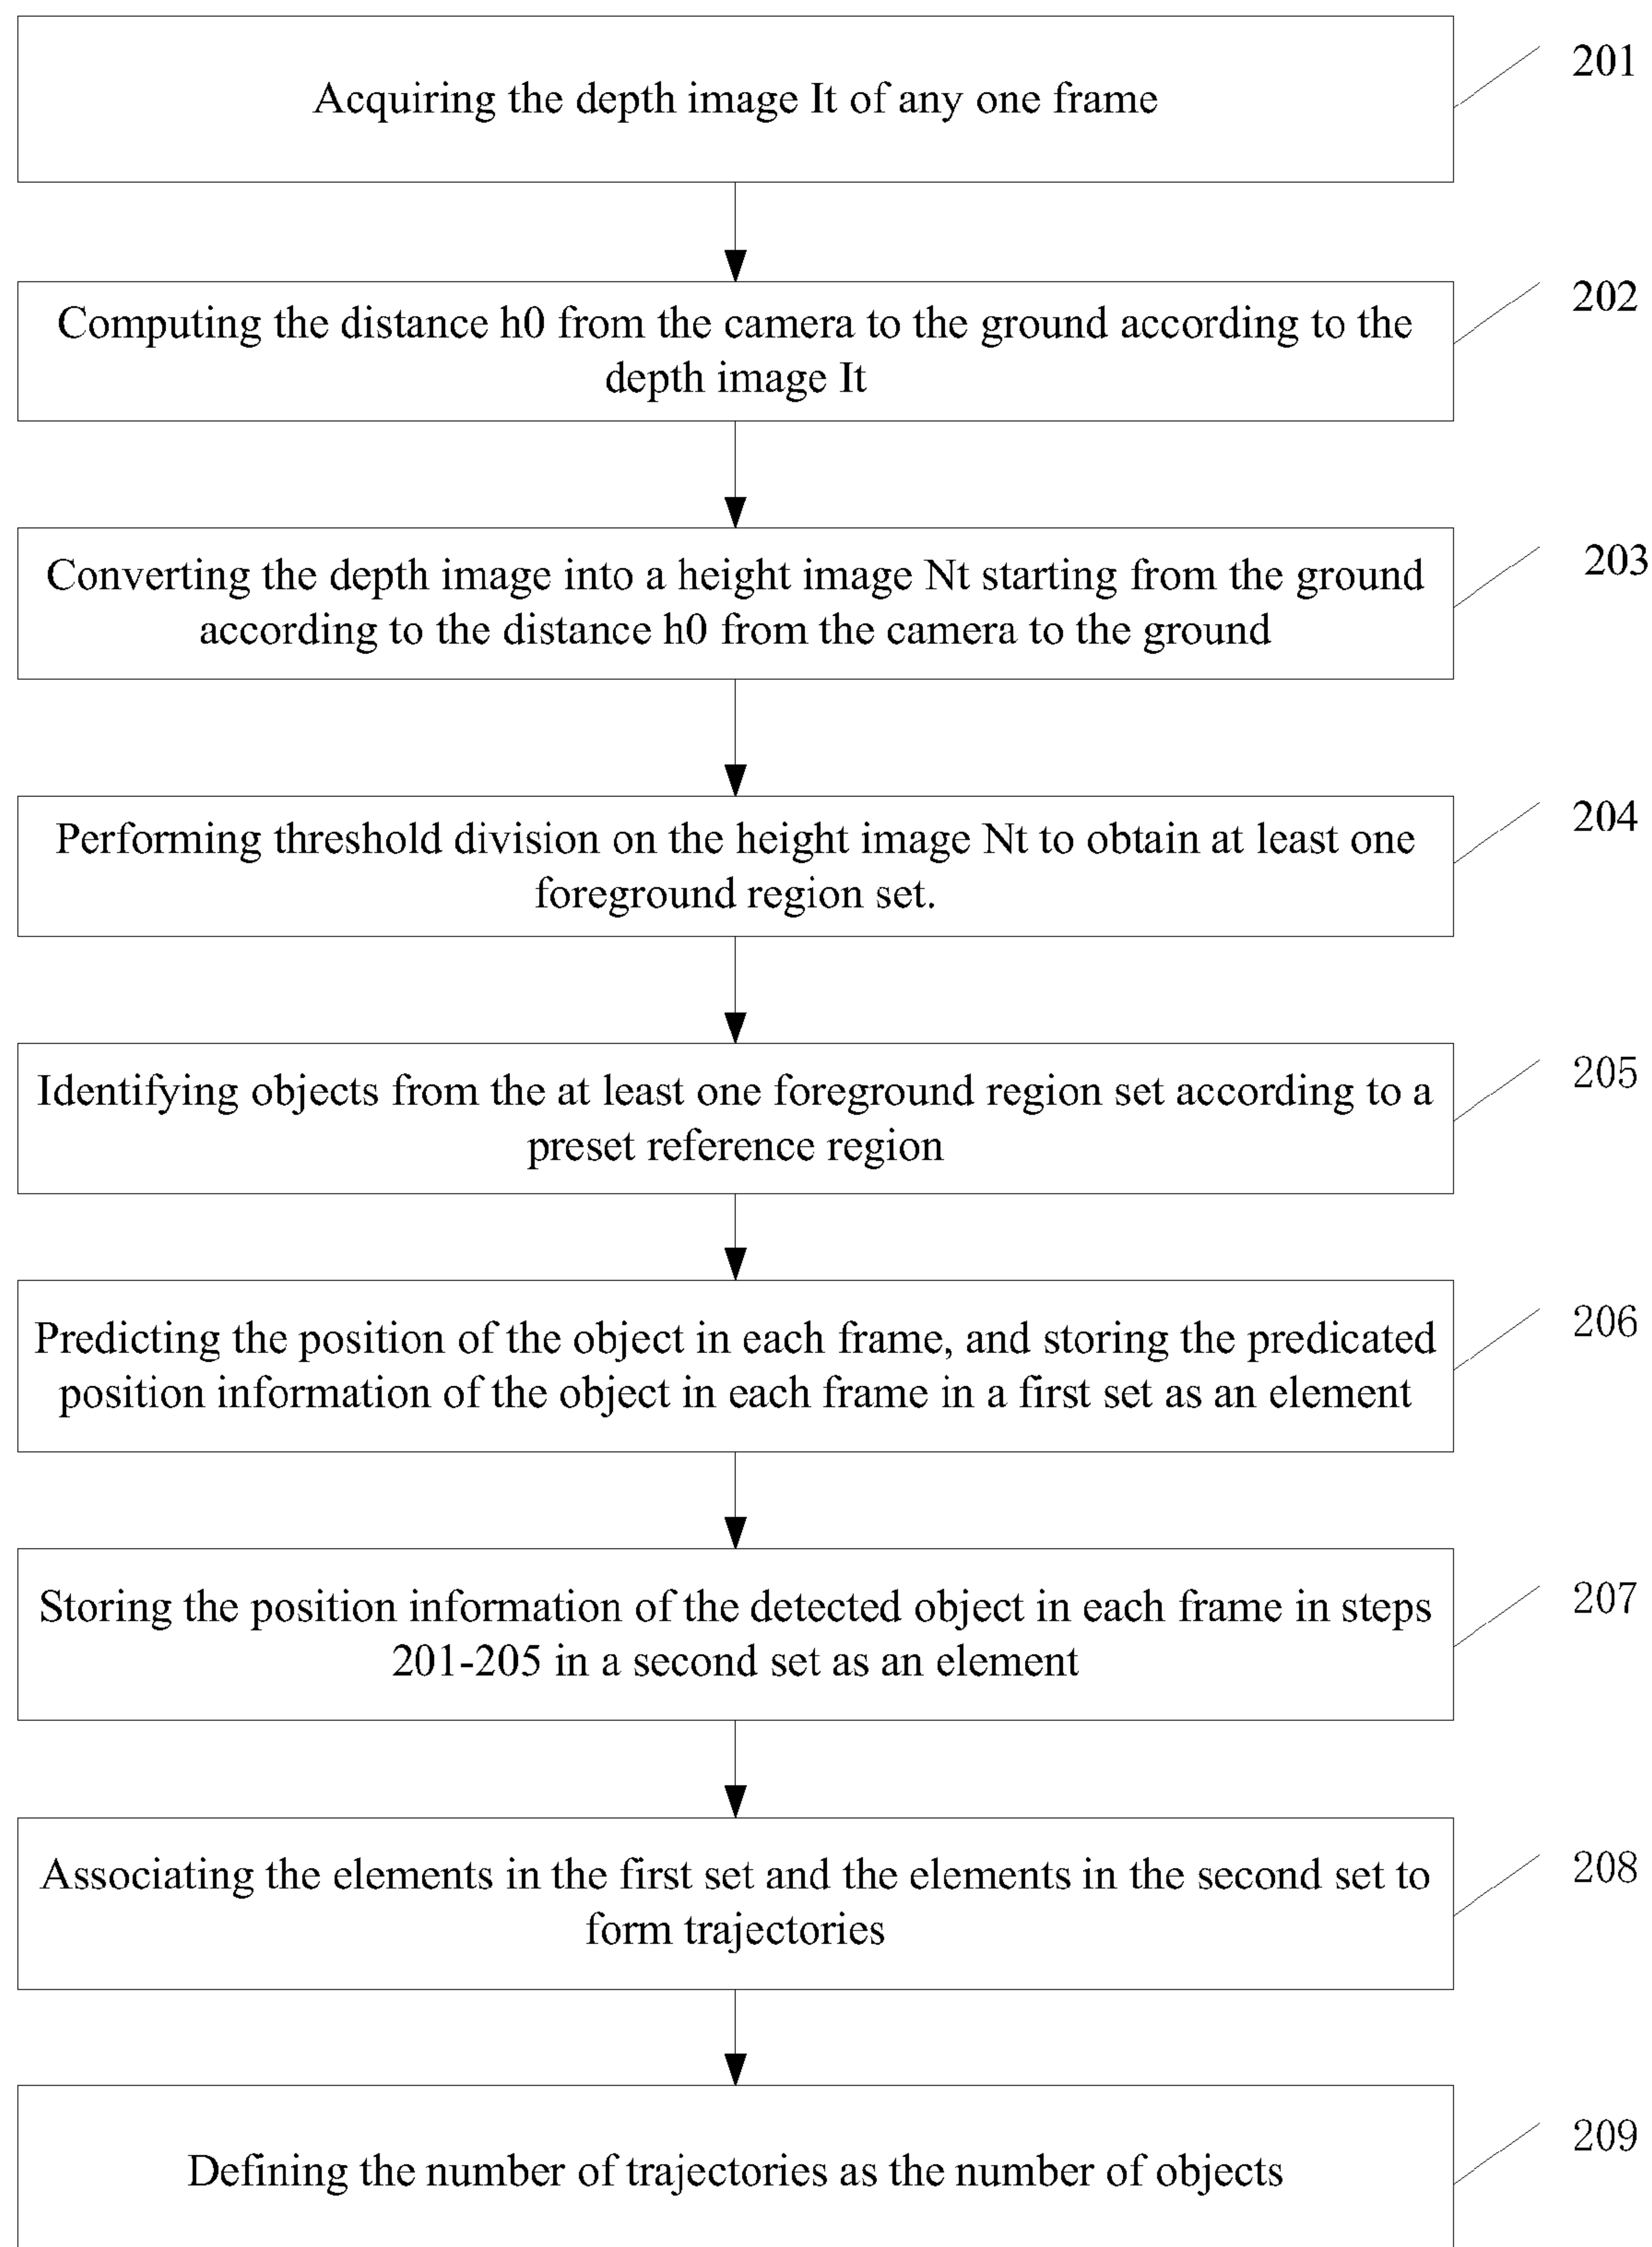 Acquiring the depth image It of any one frame
201
Computing the distance h0 from the camera to the ground according to the
depth image It
202
Converting the depth image into a height image Nt starting from the ground
according to the distance h0 from the camera to the ground
203
Performing threshold division on the height image Nt to obtain at least one
foreground region set.
204
Identifying objects from the at least one foreground region set according to a
preset reference region
205
Predicting the position of the object in each frame, and storing the predicated
position information of the object in each frame in a first set as an element
206
Storing the position information of the detected object in each frame in steps
201-205 in a second set as an element
207
Associating the elements in the first set and the elements in the second set to
form trajectories
208
Defining the number of trajectories as the number of objects
209